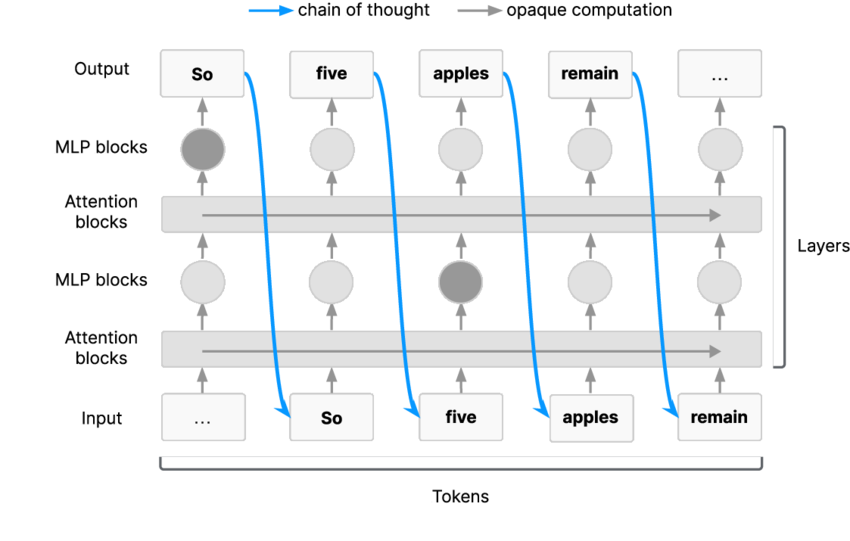 chain of thought
opaque computation
Output
So
five
apples
remain
...
MLP blocks
Attention
blocks
Layers
MLP blocks
Attention
blocks
Input
...
So
five
apples
remain
Tokens